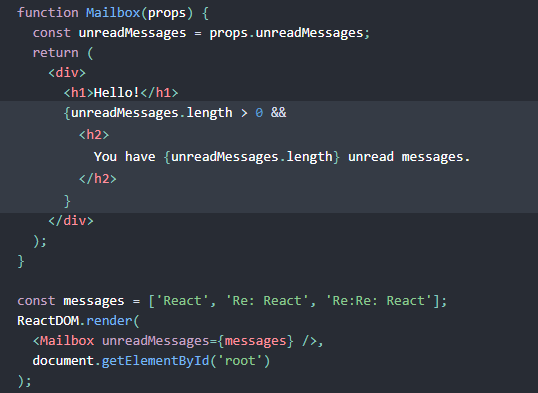 function Mailbox(props) {
  const unreadMessages = props.unreadMessages;
  return (
    <div>
      <h1>Hello!</h1>
      {unreadMessages.length > 0 &&
        <h2>
          You have {unreadMessages.length} unread messages.
        </h2>
      }
    </div>
  );
}

const messages = ['React', 'Re: React', 'Re:Re: React'];
ReactDOM.render(
  <Mailbox unreadMessages={messages} />,
  document.getElementById('root')
);